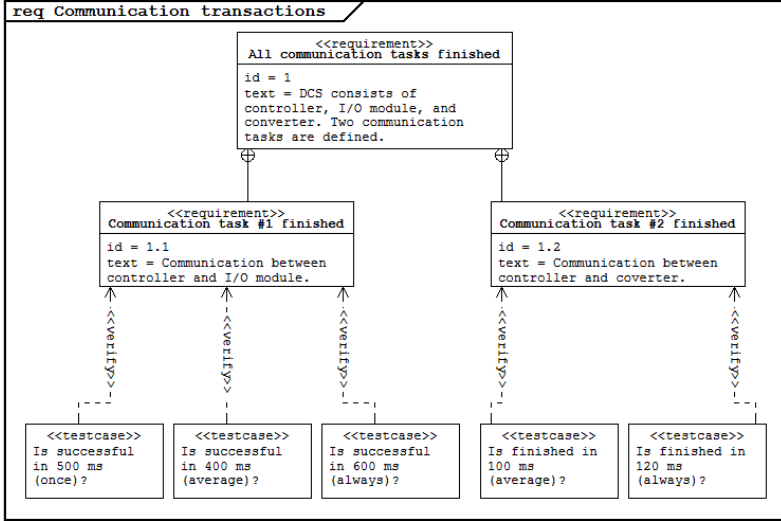 req Communication transactions
<<requirement>>
All communication tasks finished
id = 1
text = DCS consists of
controller, I/O module, and
converter. Two communication
tasks are defined.
<<requirement>>
Communication task #1 finished
id = 1.1
text = Communication between
controller and I/O module.
<<requirement>>
Communication task #2 finished
id = 1.2
text = Communication between
controller and coverter.
<<verify>>
<<verify>>
<<verify>>
<<verify>>
<<verify>>
<<testcase>>
Is successful
in 500 ms
(once)?
<<testcase>>
Is successful
in 400 ms
(average)?
<<testcase>>
Is successful
in 600 ms
(always)?
<<testcase>>
Is finished in
100 ms
(average)?
<<testcase>>
Is finished in
120 ms
(always)?